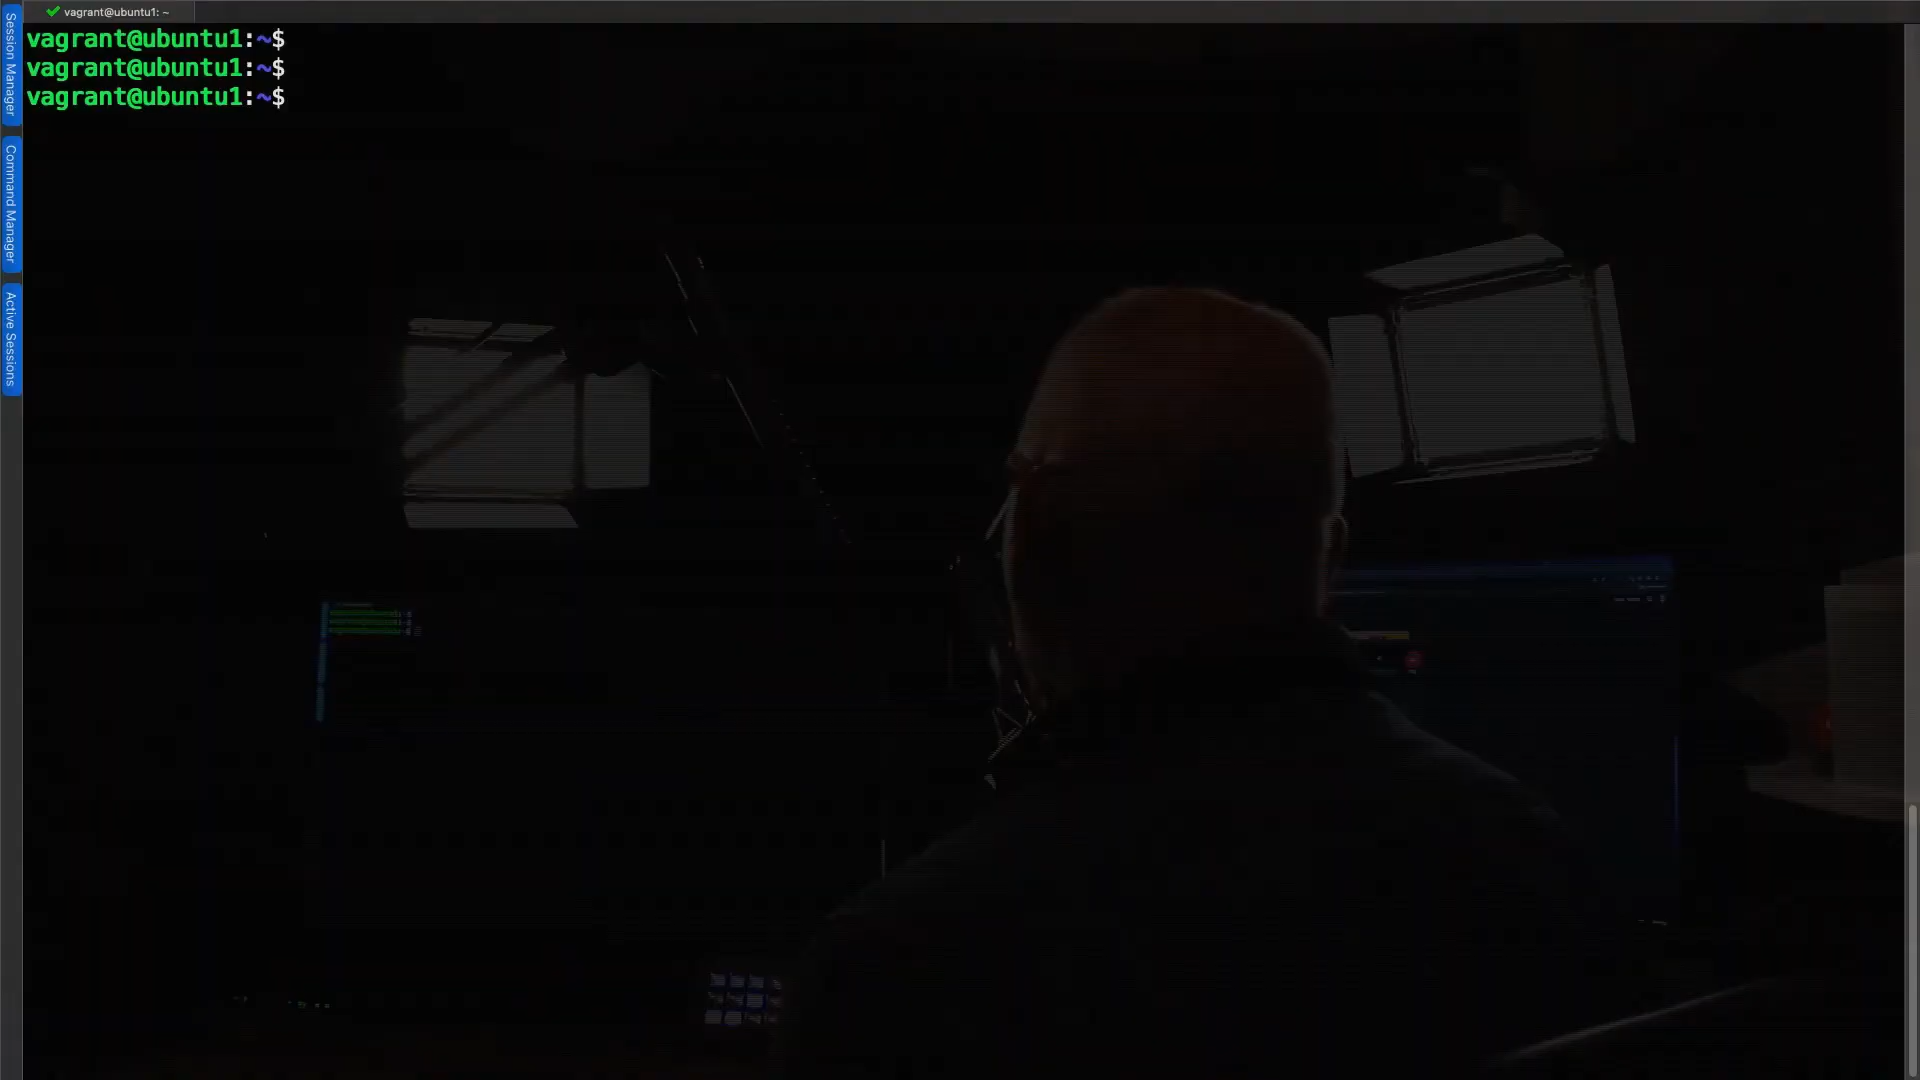 vagrant@ubuntu1: ~
Session Manager
Command Manager
Active Sessions
vagrant@ubuntu1:~$
vagrant@ubuntu1:~$
vagrant@ubuntu1:~$